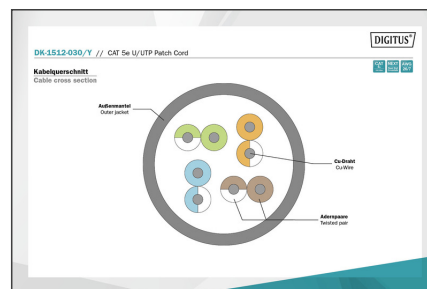 DIGITUS®
DK-1512-030/Y // CAT 5e U/UTP Patch Cord
Kabelquerschnitt
Cable cross section
Außenmantel
Outer jacket
Cu-Draht
Cu-Wire
Aderspaare
Twisted pair